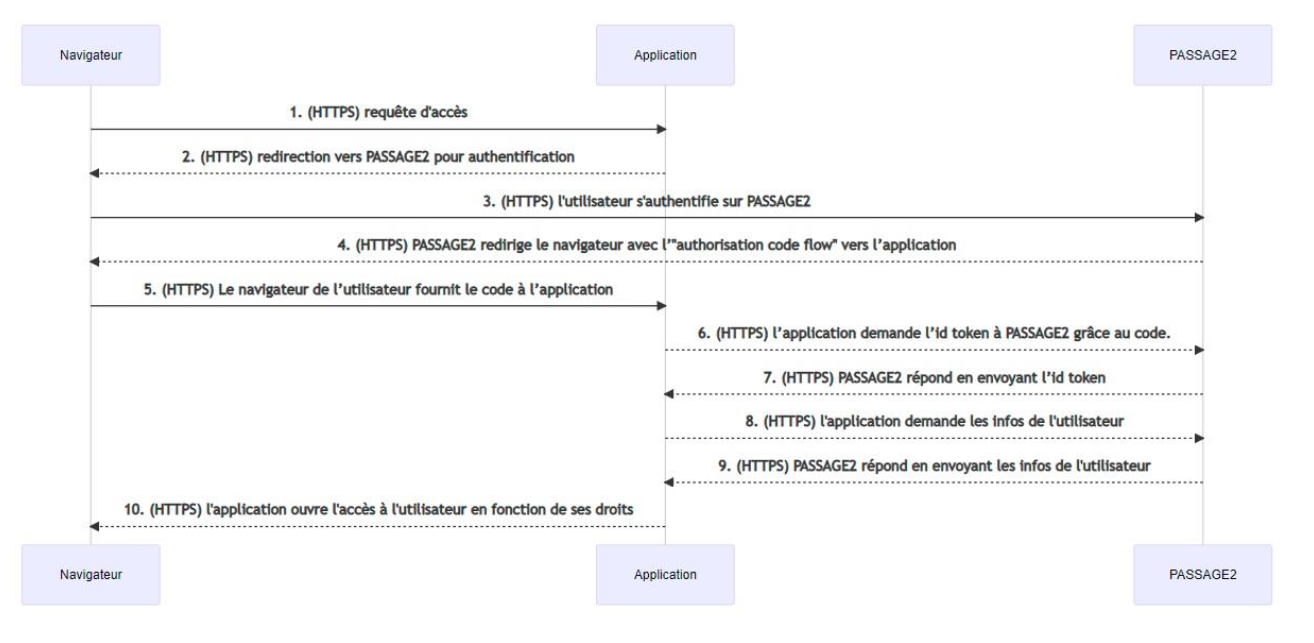 Navigateur
Application
PASSAGE2
1. (HTTPS) requête d'accès
2. (HTTPS) redirection vers PASSAGE2 pour authentification
3. (HTTPS) l'utilisateur s'authentifie sur PASSAGE2
4. (HTTPS) PASSAGE2 redirige le navigateur avec l’"authorisation code flow" vers l’application
5. (HTTPS) Le navigateur de l’utilisateur fournit le code à l’application
6. (HTTPS) l’application demande l’id token à PASSAGE2 grâce au code.
7. (HTTPS) PASSAGE2 répond en envoyant l’id token
8. (HTTPS) l'application demande les infos de l'utilisateur
9. (HTTPS) PASSAGE2 répond en envoyant les infos de l'utilisateur
10. (HTTPS) l'application ouvre l'accès à l'utilisateur en fonction de ses droits
Navigateur
Application
PASSAGE2